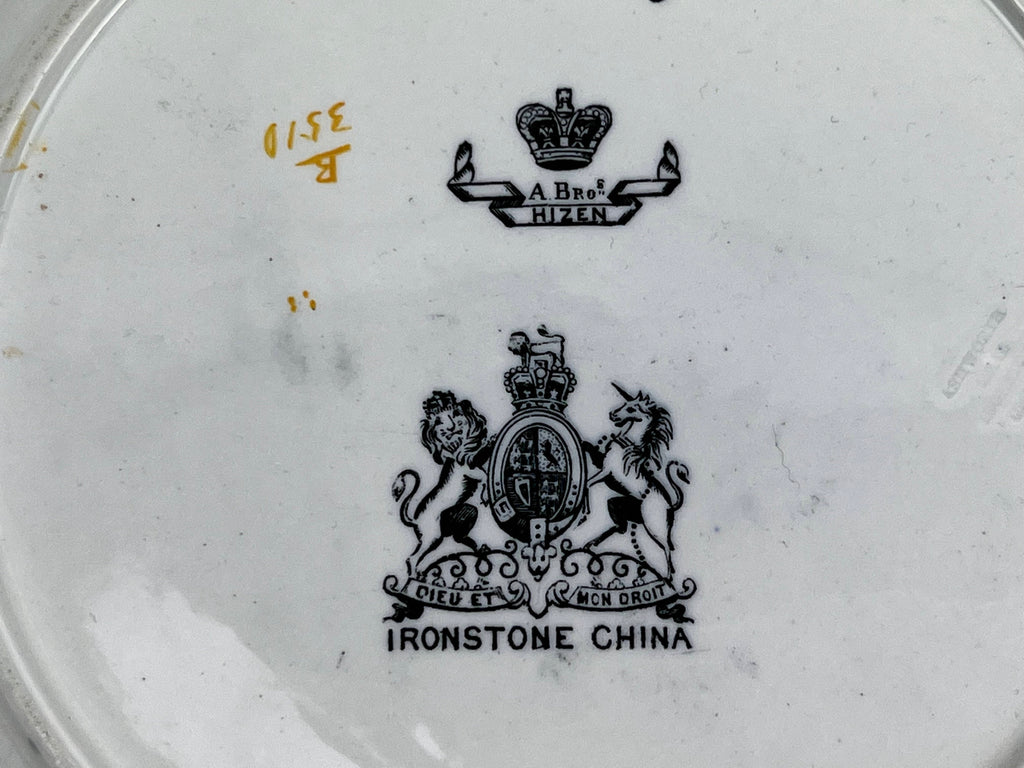 B
3510
A. BROS
HIZEN
DIEU ET MON DROIT
IRONSTONE CHINA